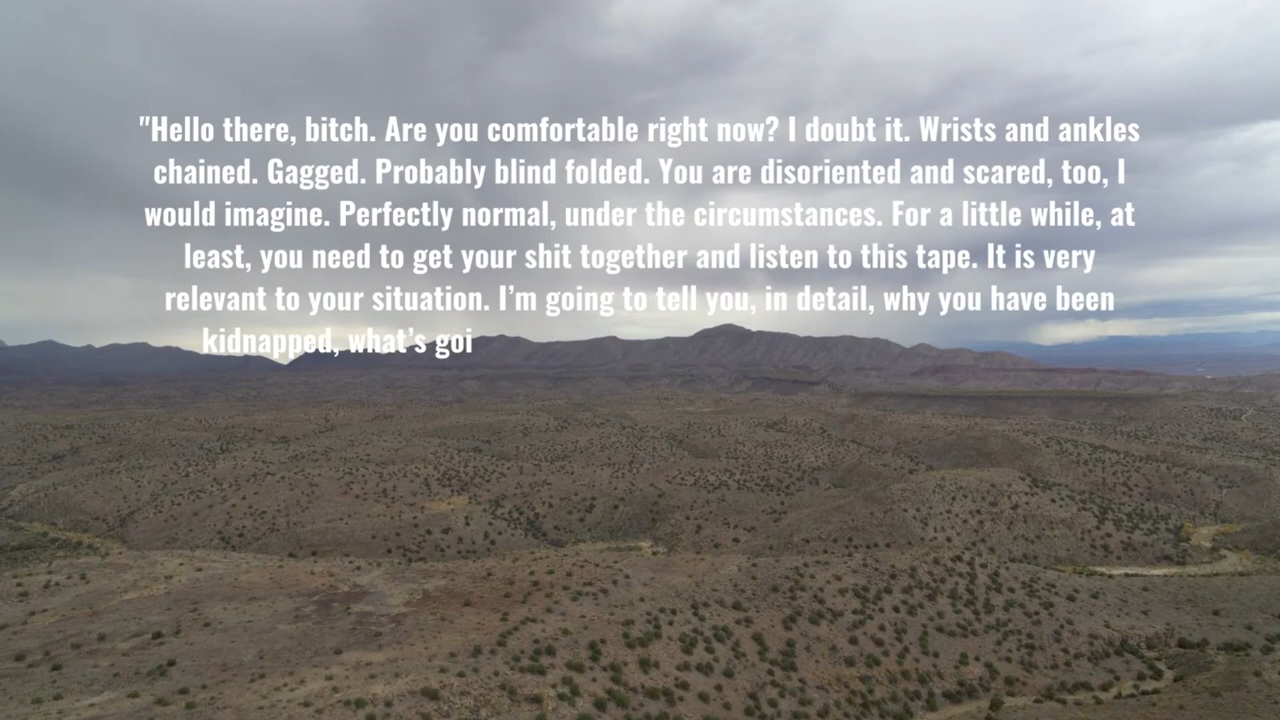 "Hello there, bitch. Are you comfortable right now? I doubt it. Wrists and ankles
chained. Gagged. Probably blind folded. You are disoriented and scared, too, I
would imagine. Perfectly normal, under the circumstances. For a little while, at
least, you need to get your shit together and listen to this tape. It is very
relevant to your situation. I’m going to tell you, in detail, why you have been
kidnapped, what’s goi